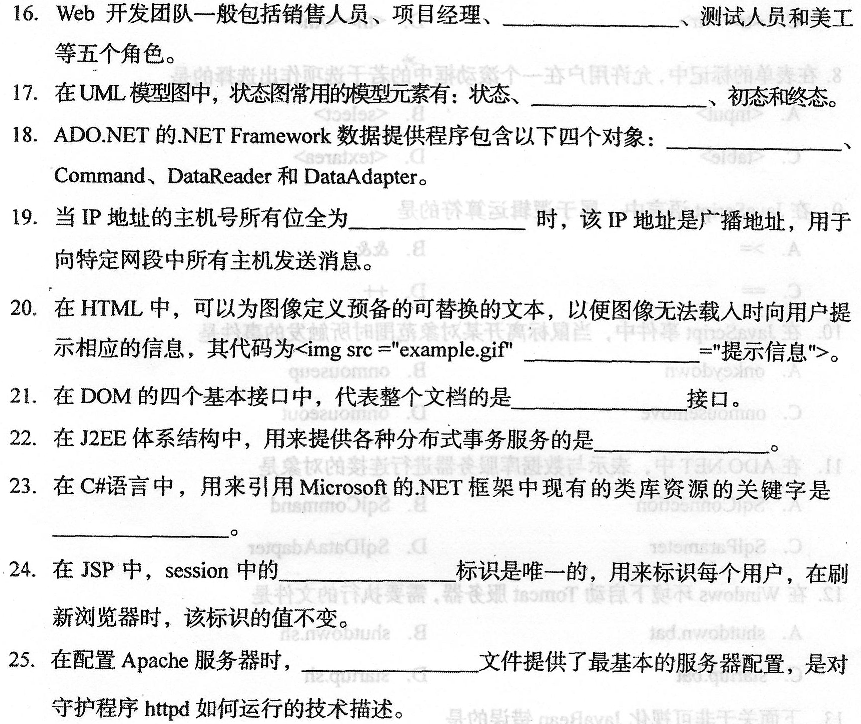 16. Web 开发团队一般包括销售人员、项目经理、________________、测试人员和美工
等五个角色。
17. 在UML模型图中，状态图常用的模型元素有：状态、________________、初态和终态。
18. ADO.NET 的.NET Framework 数据提供程序包含以下四个对象：________________、
Command、DataReader 和 DataAdapter。
19. 当 IP 地址的主机号所有位全为________________ 时，该 IP 地址是广播地址，用于
向特定网段中所有主机发送消息。
20. 在 HTML 中，可以为图像定义预备的可替换的文本，以便图像无法载入时向用户提
示相应的信息，其代码为<img src ="example.gif" ________________="提示信息">。
21. 在 DOM 的四个基本接口中，代表整个文档的是________________接口。
22. 在 J2EE 体系结构中，用来提供各种分布式事务服务的是________________。
23. 在 C#语言中，用来引用 Microsoft 的.NET 框架中现有的类库资源的关键字是
________________。
24. 在 JSP 中，session 中的________________标识是唯一的，用来标识每个用户，在刷
新浏览器时，该标识的值不变。
25. 在配置 Apache 服务器时，________________文件提供了最基本的服务器配置，是对
守护程序 httpd 如何运行的技术描述。